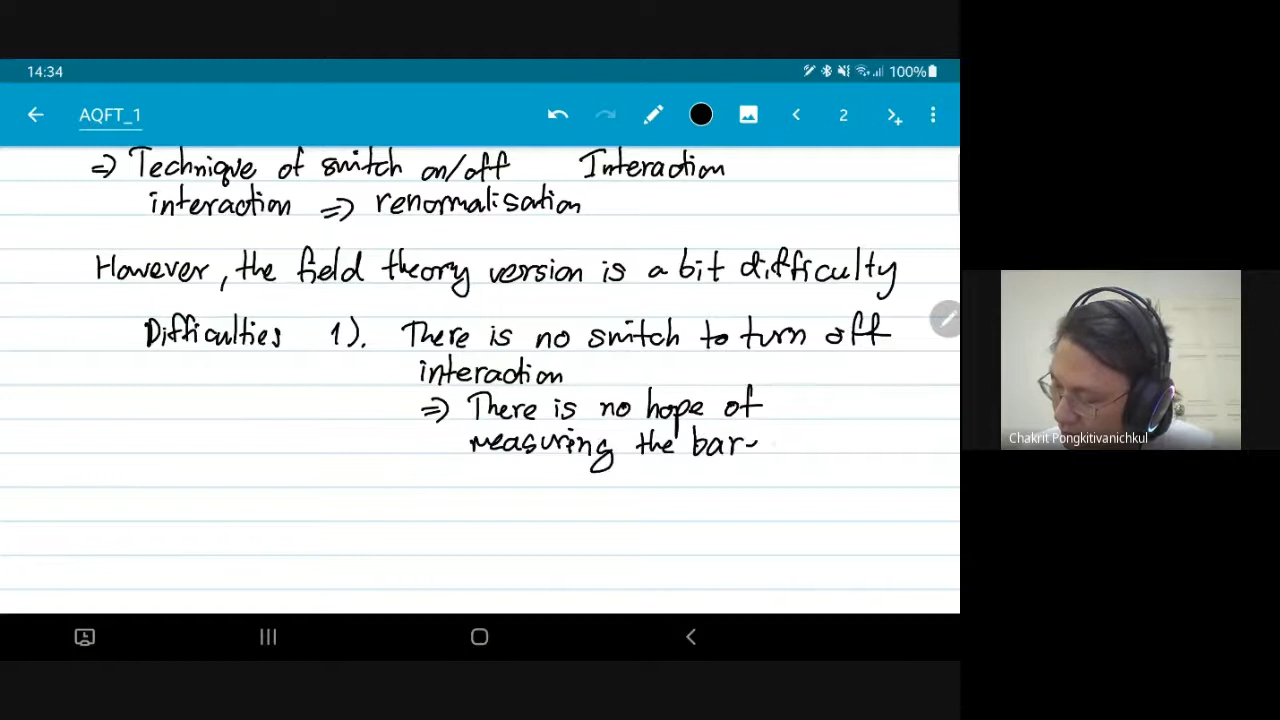 14:34 100%
AQFT_1 2
⇒ Technique of switch on/off Interaction
interaction ⇒ renormalisation
However, the field theory version is a bit difficulty
Difficulties 1). There is no switch to turn off
interaction
⇒ There is no hope of
measuring the bar
Chakrit Pongkitivanichkul